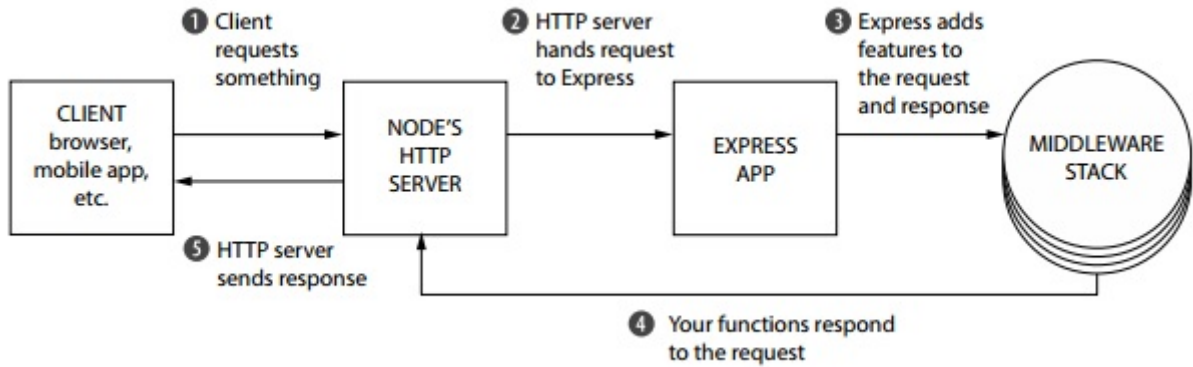 1 Client
requests
something
2 HTTP server
hands request
to Express
3 Express adds
features to
the request
and response
CLIENT
browser,
mobile app,
etc.
NODE'S
HTTP
SERVER
EXPRESS
APP
MIDDLEWARE
STACK
5 HTTP server
sends response
4 Your functions respond
to the request